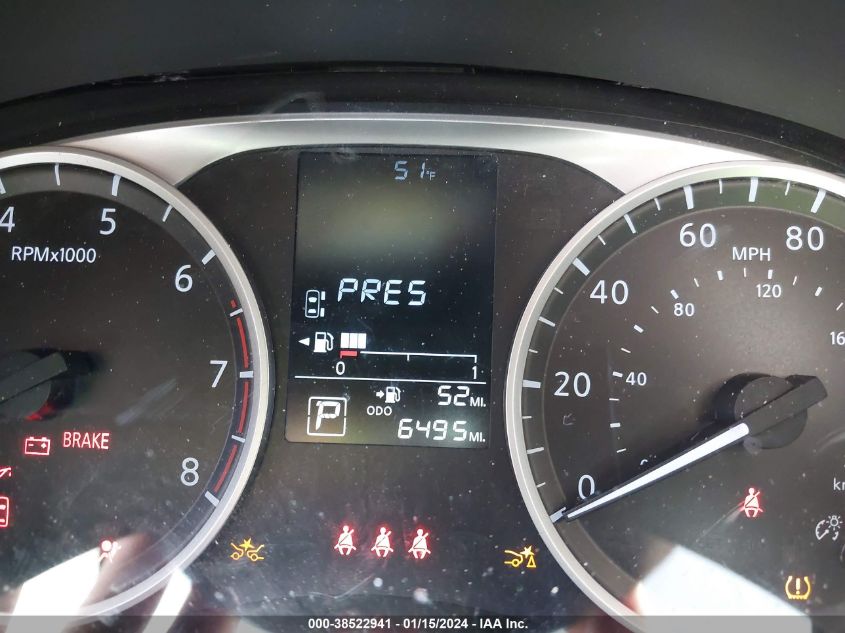 51°F
4 5 6 7 8
RPMx1000
BRAKE
PRES
0 1
52 MI.
ODO
6495 MI.
P
0 20 40 60 80
MPH
40 80 120
km
000-38522941 - 01/15/2024 - IAA Inc.